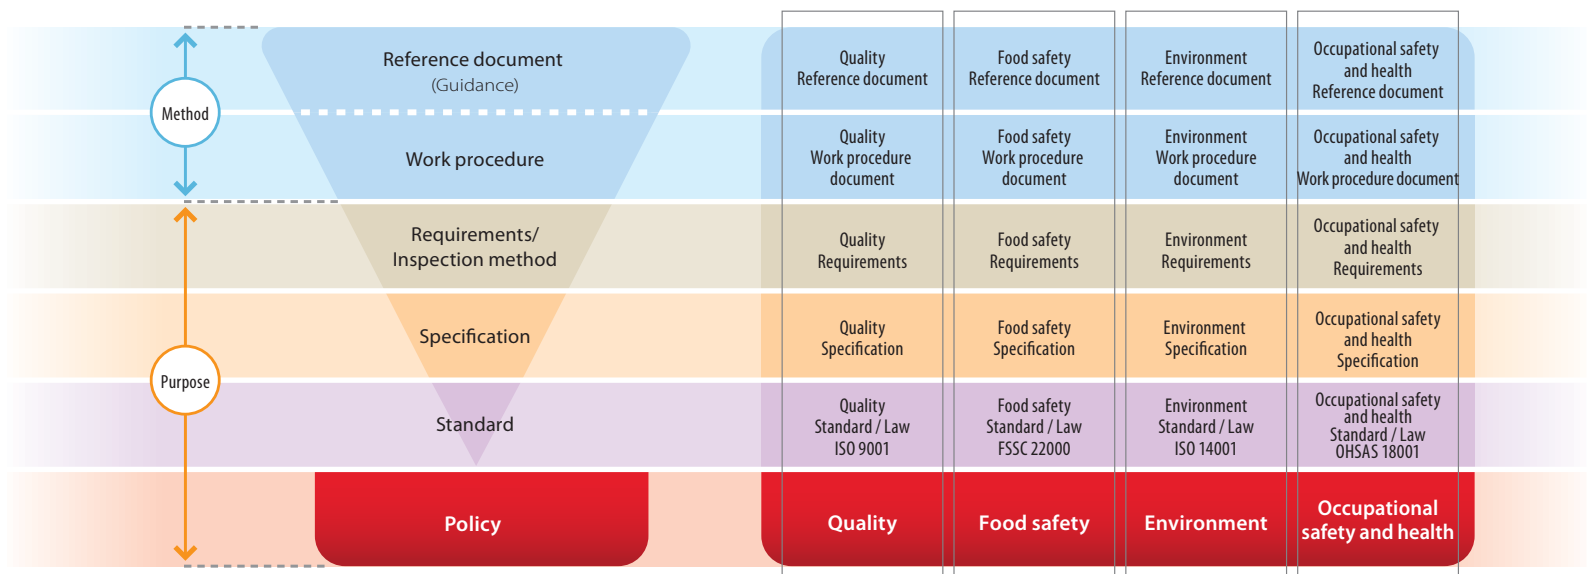 Method
Purpose
Reference document
(Guidance)
Work procedure
Requirements/
Inspection method
Specification
Standard
Policy
Quality
Reference document
Food safety
Reference document
Environment
Reference document
Occupational safety
and health
Reference document
Quality
Work procedure
document
Food safety
Work procedure
document
Environment
Work procedure
document
Occupational safety
and health
Work procedure document
Quality
Requirements
Food safety
Requirements
Environment
Requirements
Occupational safety
and health
Requirements
Quality
Specification
Food safety
Specification
Environment
Specification
Occupational safety
and health
Specification
Quality
Standard / Law
ISO 9001
Food safety
Standard / Law
FSSC 22000
Environment
Standard / Law
ISO 14001
Occupational safety
and health
Standard / Law
OHSAS 18001
Quality
Food safety
Environment
Occupational
safety and health